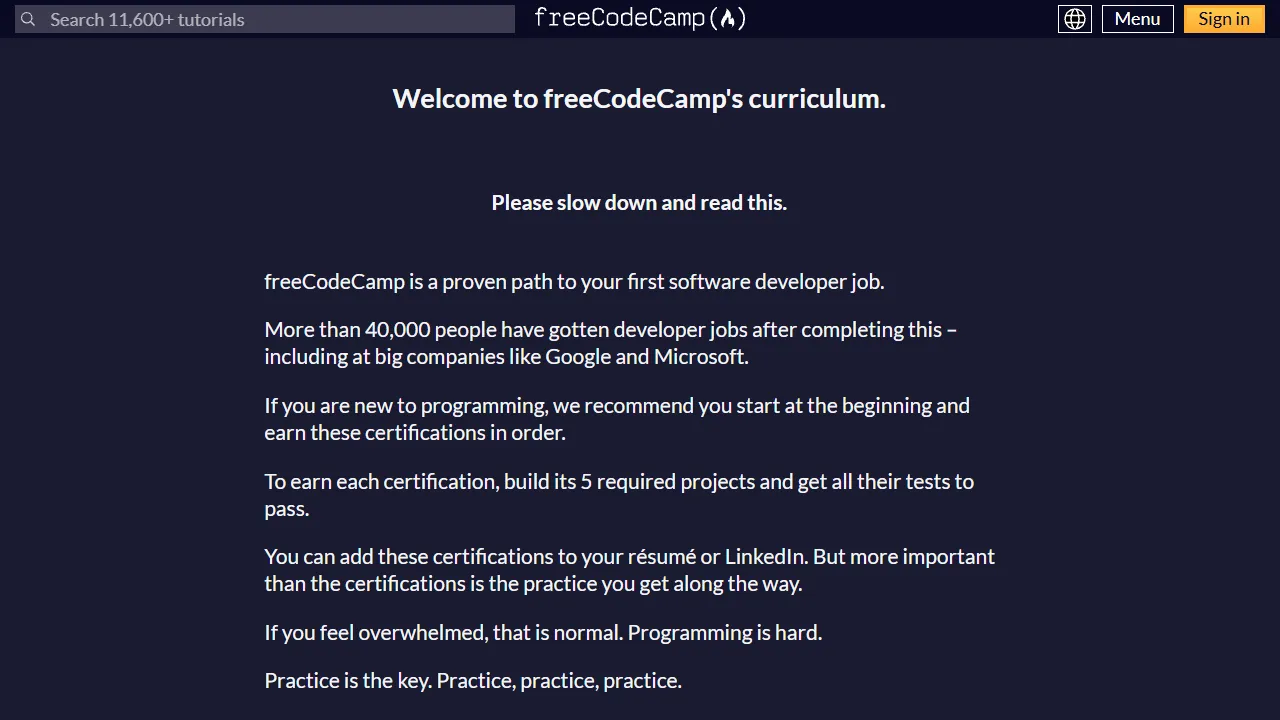 Search 11,600+ tutorials
freeCodeCamp(🔥)
Menu
Sign in
Welcome to freeCodeCamp's curriculum.
Please slow down and read this.
freeCodeCamp is a proven path to your first software developer job.
More than 40,000 people have gotten developer jobs after completing this –
including at big companies like Google and Microsoft.
If you are new to programming, we recommend you start at the beginning and
earn these certifications in order.
To earn each certification, build its 5 required projects and get all their tests to
pass.
You can add these certifications to your résumé or LinkedIn. But more important
than the certifications is the practice you get along the way.
If you feel overwhelmed, that is normal. Programming is hard.
Practice is the key. Practice, practice, practice.